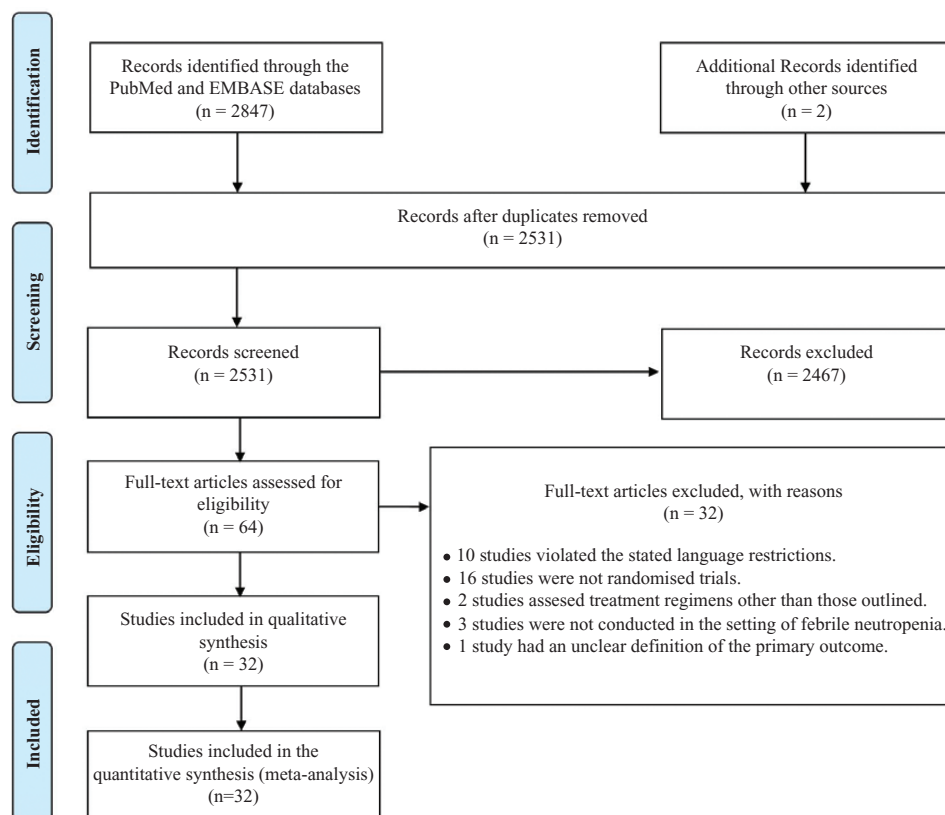 Identification
Records identified through the
PubMed and EMBASE databases
(n = 2847)
Additional Records identified
through other sources
(n = 2)
Records after duplicates removed
(n = 2531)
Screening
Records screened
(n = 2531)
Records excluded
(n = 2467)
Eligibility
Full-text articles assessed for
eligibility
(n = 64)
Full-text articles excluded, with reasons
(n = 32)
• 10 studies violated the stated language restrictions.
• 16 studies were not randomised trials.
• 2 studies assesed treatment regimens other than those outlined.
• 3 studies were not conducted in the setting of febrile neutropenia.
• 1 study had an unclear definition of the primary outcome.
Studies included in qualitative
synthesis
(n = 32)
Included
Studies included in the
quantitative synthesis (meta-analysis)
(n=32)